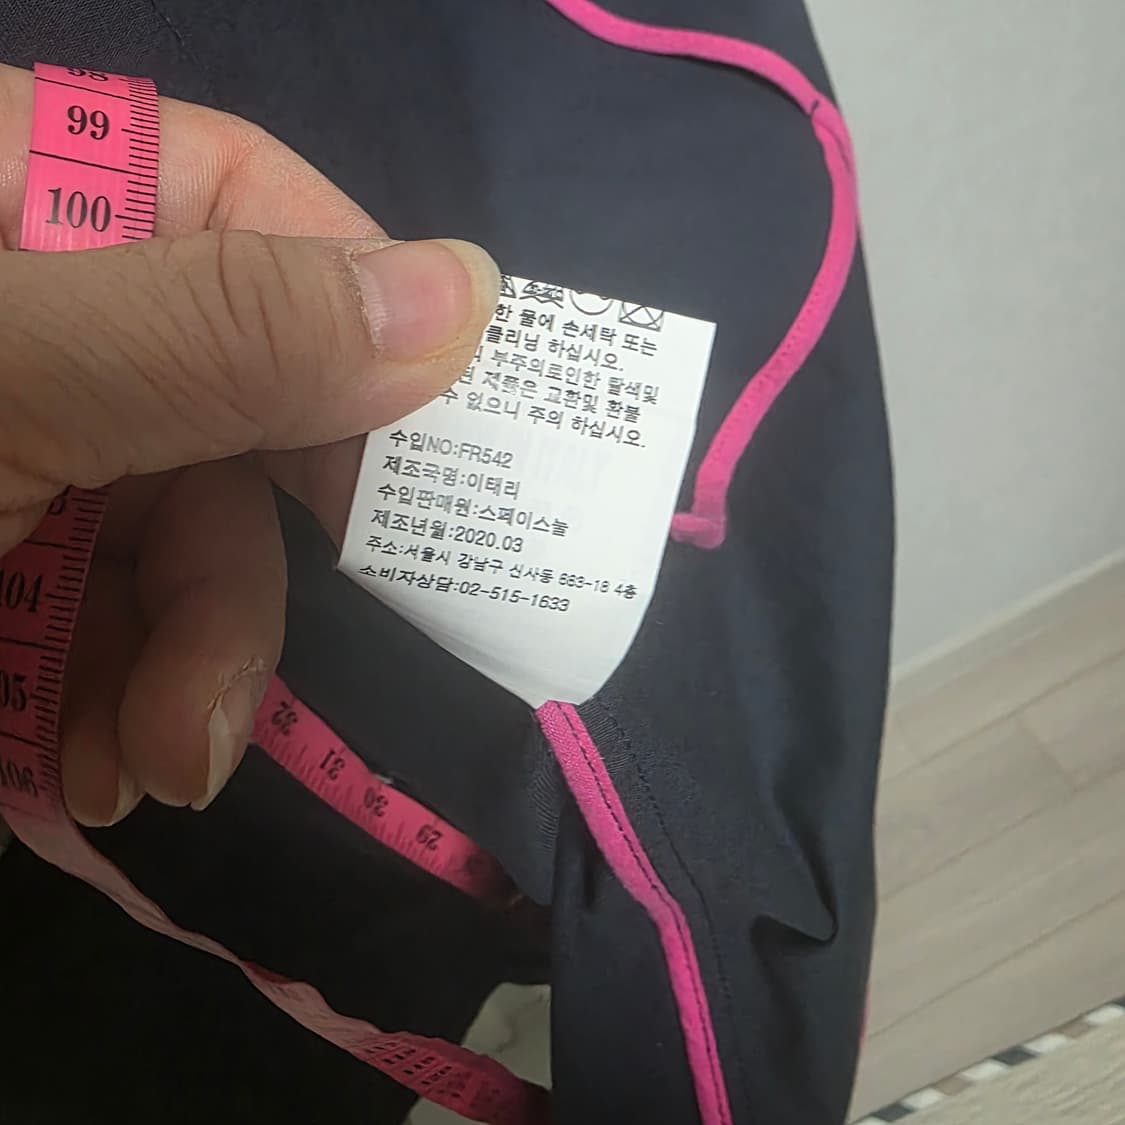 98
99
100
한 물에 손세탁 또는
클리닝 하십시오.
부주의로인한 탈색및
된 제품은 교환및 환불
수 없으니 주의 하십시오.
수입NO:FR542
제조국명:이태리
수입판매원:스페이스눌
제조년월:2020.03
주소:서울시 강남구 신사동 663-18 4층
소비자상담:02-515-1633
104
105
106
32
31
30
29